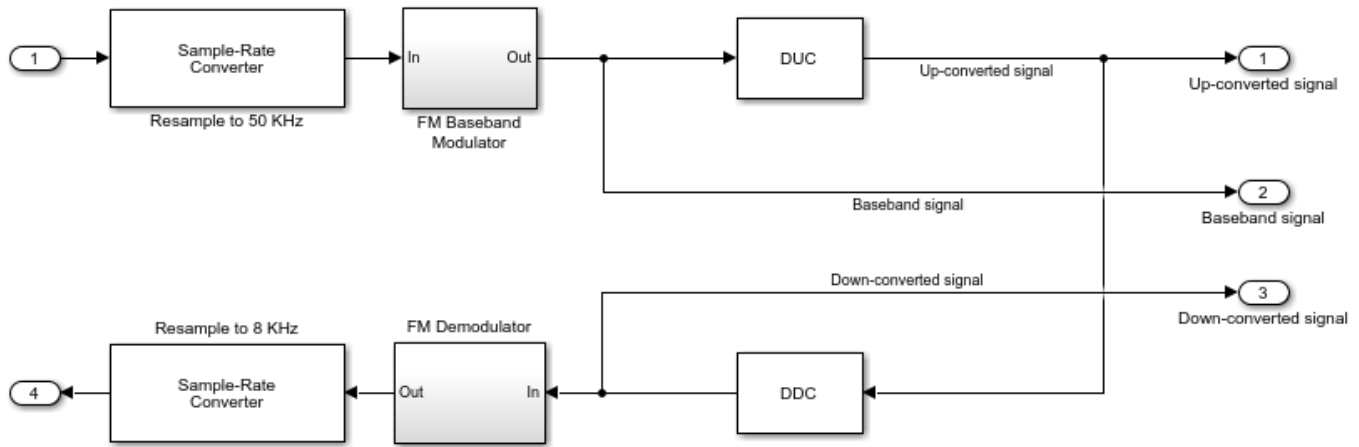 1
Sample-Rate
Converter
Resample to 50 KHz
In
Out
FM Baseband
Modulator
DUC
Up-converted signal
1
Up-converted signal
Baseband signal
2
Baseband signal
Down-converted signal
3
Down-converted signal
Resample to 8 KHz
FM Demodulator
4
Sample-Rate
Converter
Out
In
DDC